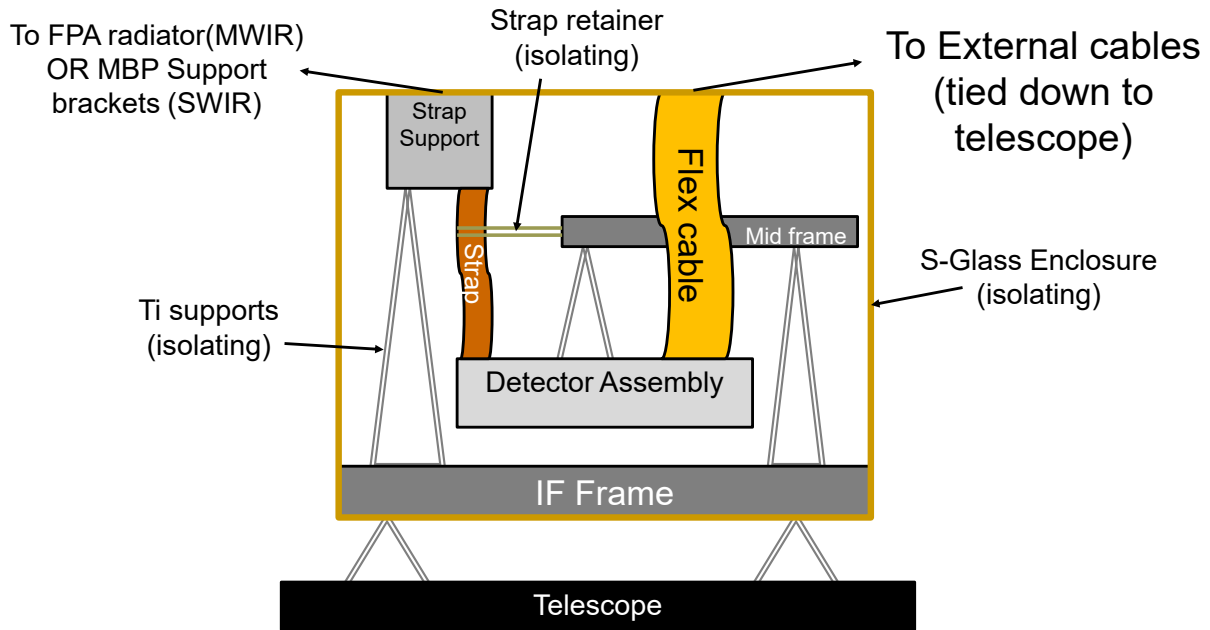 To FPA radiator(MWIR)
OR MBP Support
brackets (SWIR)
Strap retainer
(isolating)
To External cables
(tied down to
telescope)
Strap
Support
Flex cable
Mid frame
Strap
S-Glass Enclosure
(isolating)
Ti supports
(isolating)
Detector Assembly
IF Frame
Telescope